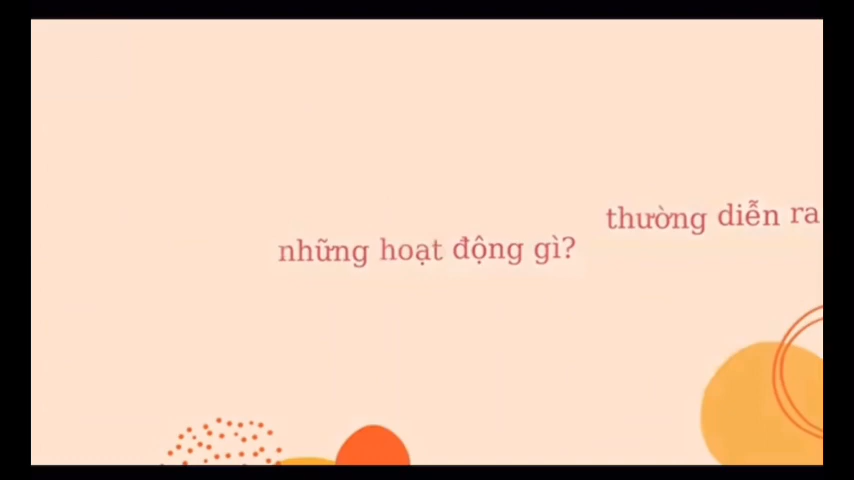 thường diễn ra
những hoạt động gì?